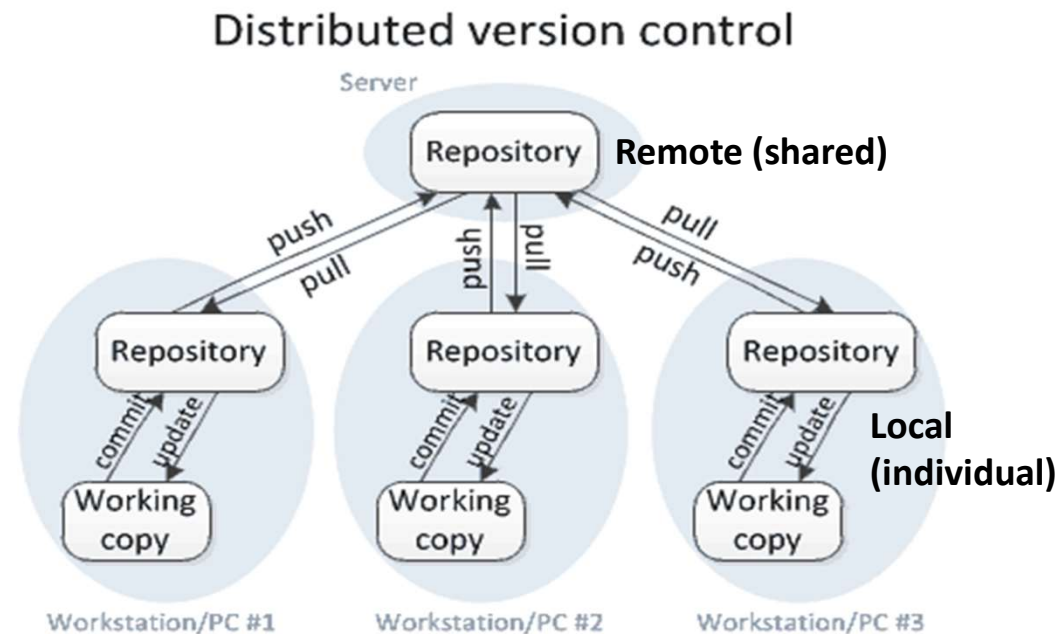 Distributed version control
Server
Repository
Remote (shared)
push
pull
push
pull
pull
push
Repository
Repository
Repository
commit
update
commit
update
commit
update
Local
(individual)
Working
copy
Working
copy
Working
copy
Workstation/PC #1
Workstation/PC #2
Workstation/PC #3